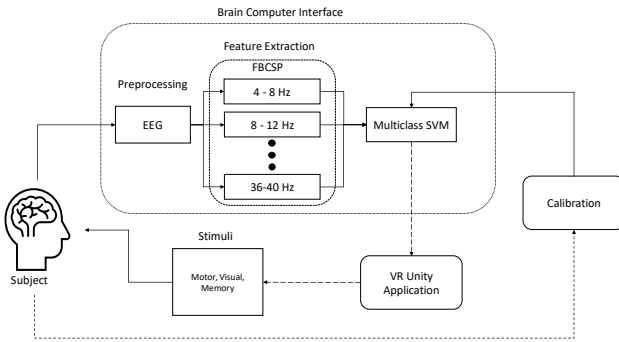 Brain Computer Interface
Feature Extraction
Preprocessing
FBCSP
4 - 8 Hz
EEG
8 - 12 Hz
Multiclass SVM
36-40 Hz
Calibration
Stimuli
Motor, Visual,
Memory
VR Unity
Application
Subject